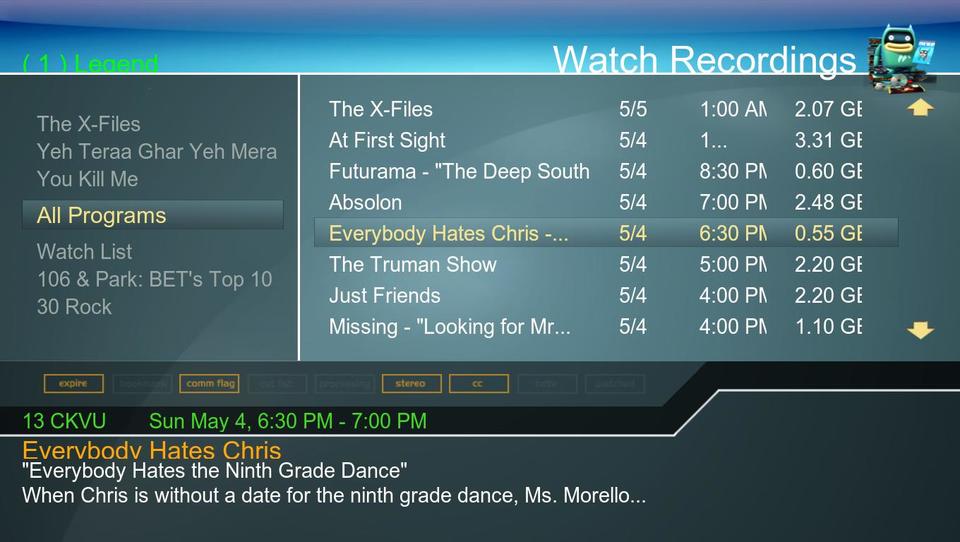 ( 1 ) Legend
Watch Recordings
The X-Files
Yeh Teraa Ghar Yeh Mera
You Kill Me
All Programs
Watch List
106 & Park: BET's Top 10
30 Rock
The X-Files 5/5 1:00 AM 2.07 GB
At First Sight 5/4 1... 3.31 GB
Futurama - "The Deep South 5/4 8:30 PM 0.60 GB
Absolon 5/4 7:00 PM 2.48 GB
Everybody Hates Chris -... 5/4 6:30 PM 0.55 GB
The Truman Show 5/4 5:00 PM 2.20 GB
Just Friends 5/4 4:00 PM 2.20 GB
Missing - "Looking for Mr... 5/4 4:00 PM 1.10 GB
expire bookmark comm flag cut list processing stereo cc hdtv watched
13 CKVU Sun May 4, 6:30 PM - 7:00 PM
Everybody Hates Chris
"Everybody Hates the Ninth Grade Dance"
When Chris is without a date for the ninth grade dance, Ms. Morello...